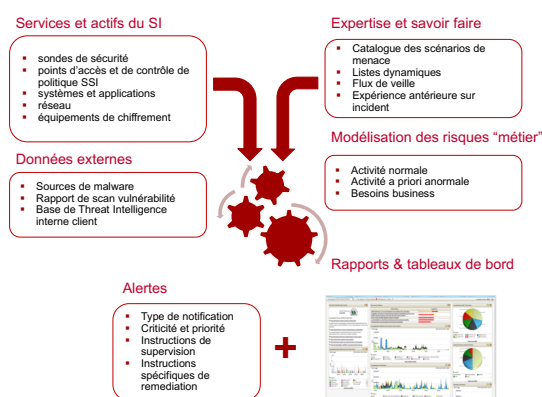 Services et actifs du SI
sondes de sécurité
points d'accès et de contrôle de
politique SSI
systèmes et applications
réseau
équipements de chiffrement
Données externes
Sources de malware
Rapport de scan vulnérabilité
Base de Threat Intelligence
interne client
Expertise et savoir faire
Catalogue des scénarios de
menace
Listes dynamiques
Flux de veille
Expérience antérieure sur
incident
Modélisation des risques “métier”
Activité normale
Activité a priori anormale
Besoins business
Alertes
Type de notification
Criticité et priorité
Instructions de
supervision
Instructions
spécifiques de
remediation
+
Rapports & tableaux de bord